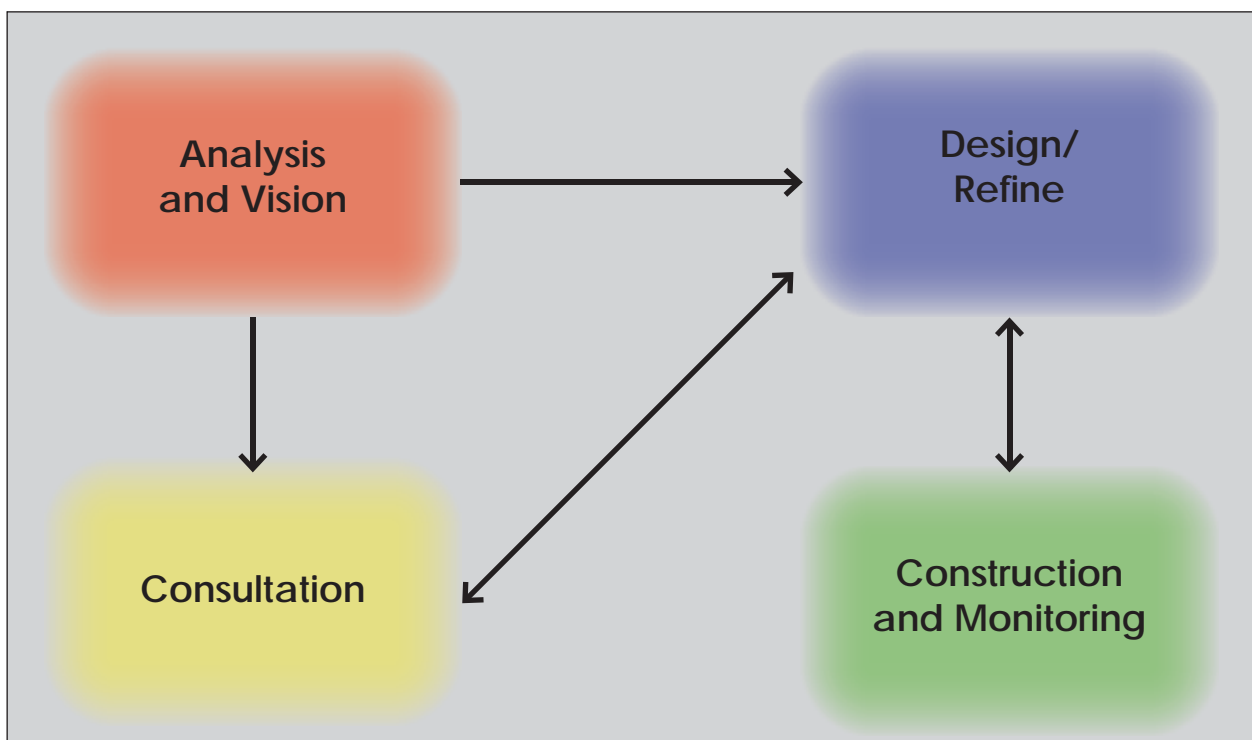 Analysis
and Vision
Design/
Refine
Consultation
Construction
and Monitoring